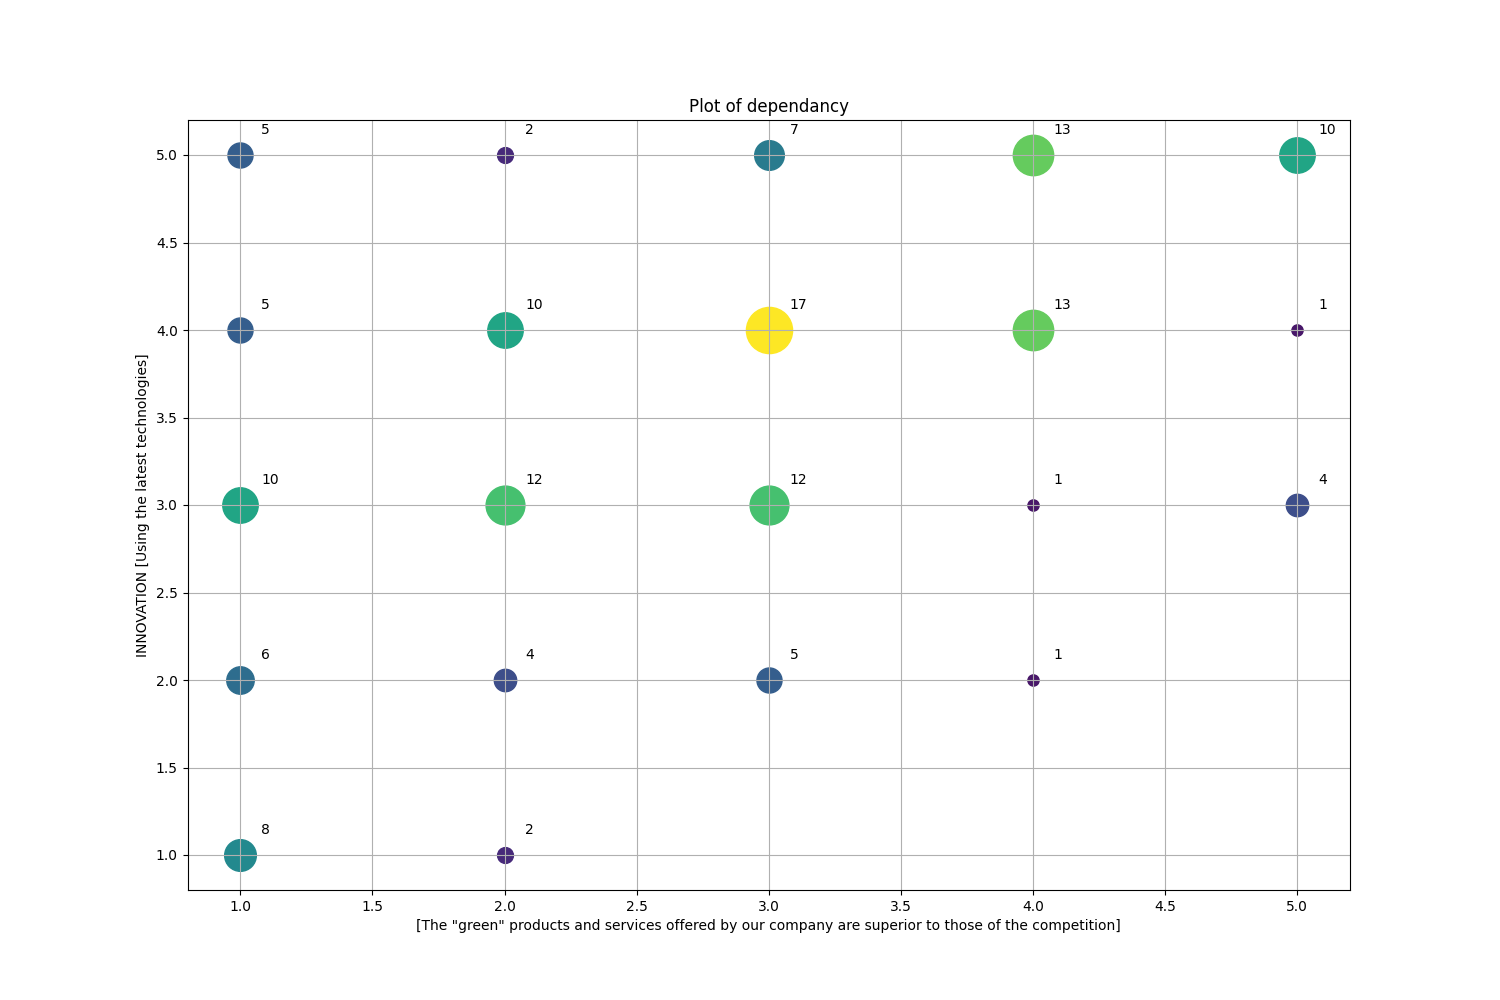 Plot of dependancy
5 2 7 13 10
5.0
4.5
5 10 17 13 1
4.0
3.5
10 12 12 1 4
3.0
2.5
6 4 5 1
2.0
1.5
8 2
1.0
INNOVATION [Using the latest technologies]
1.0 1.5 2.0 2.5 3.0 3.5 4.0 4.5 5.0
[The "green" products and services offered by our company are superior to those of the competition]